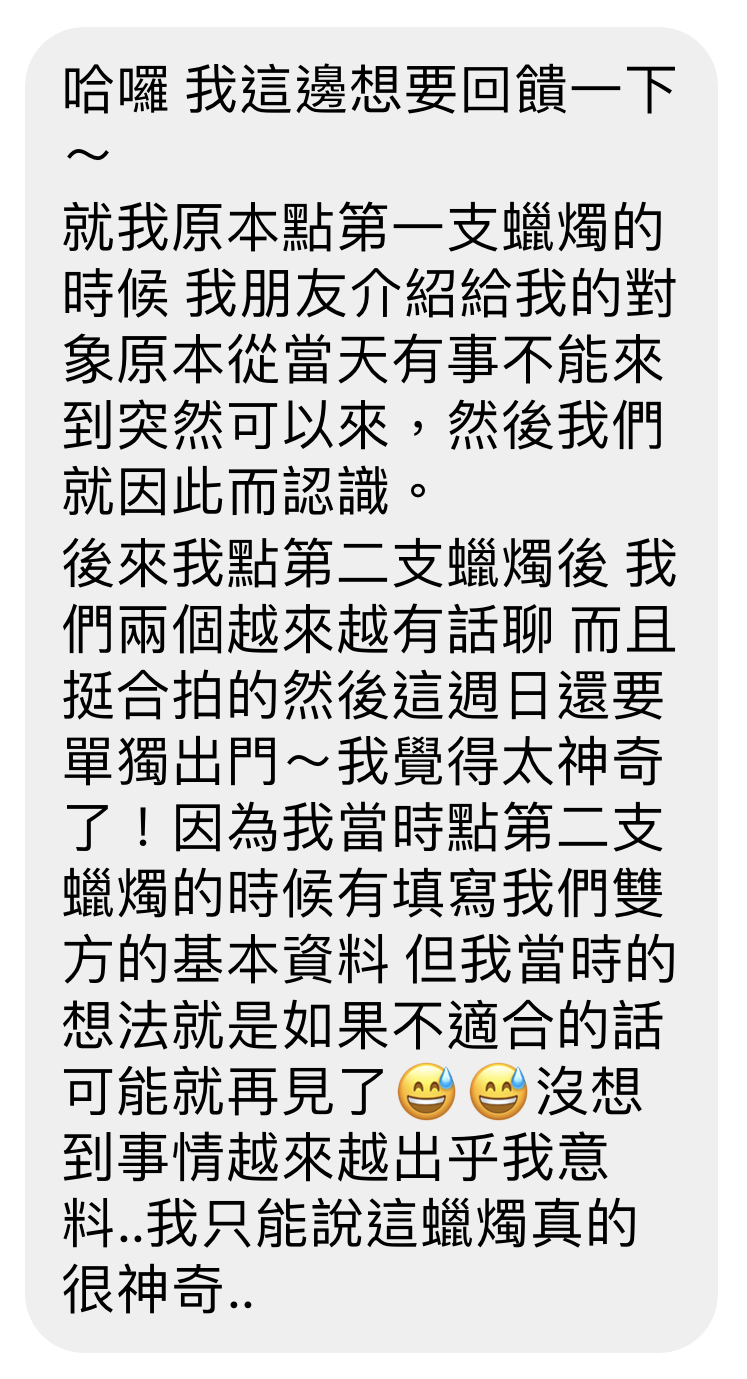 哈囉 我這邊想要回饋一下
～
就我原本點第一支蠟燭的
時候 我朋友介紹給我的對
象原本從當天有事不能來
到突然可以來，然後我們
就因此而認識。
後來我點第二支蠟燭後 我
們兩個越來越有話聊 而且
挺合拍的然後這週日還要
單獨出門～我覺得太神奇
了！因為我當時點第二支
蠟燭的時候有填寫我們雙
方的基本資料 但我當時的
想法就是如果不適合的話
可能就再見了😅😅沒想
到事情越來越出乎我意
料..我只能說這蠟燭真的
很神奇..